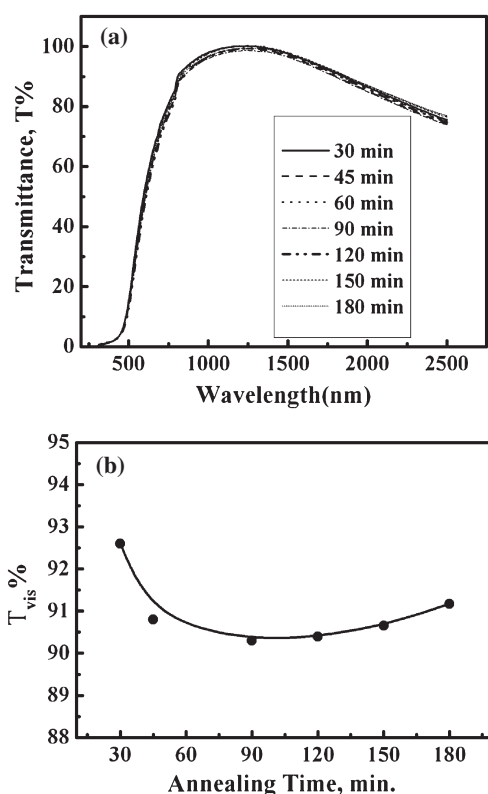 (a)
Transmittance, T%
100
80
60
40
20
0
30 min
45 min
60 min
90 min
120 min
150 min
180 min
500 1000 1500 2000 2500
Wavelength(nm)
(b)
Tvis%
95
94
93
92
91
90
89
88
30 60 90 120 150 180
Annealing Time, min.